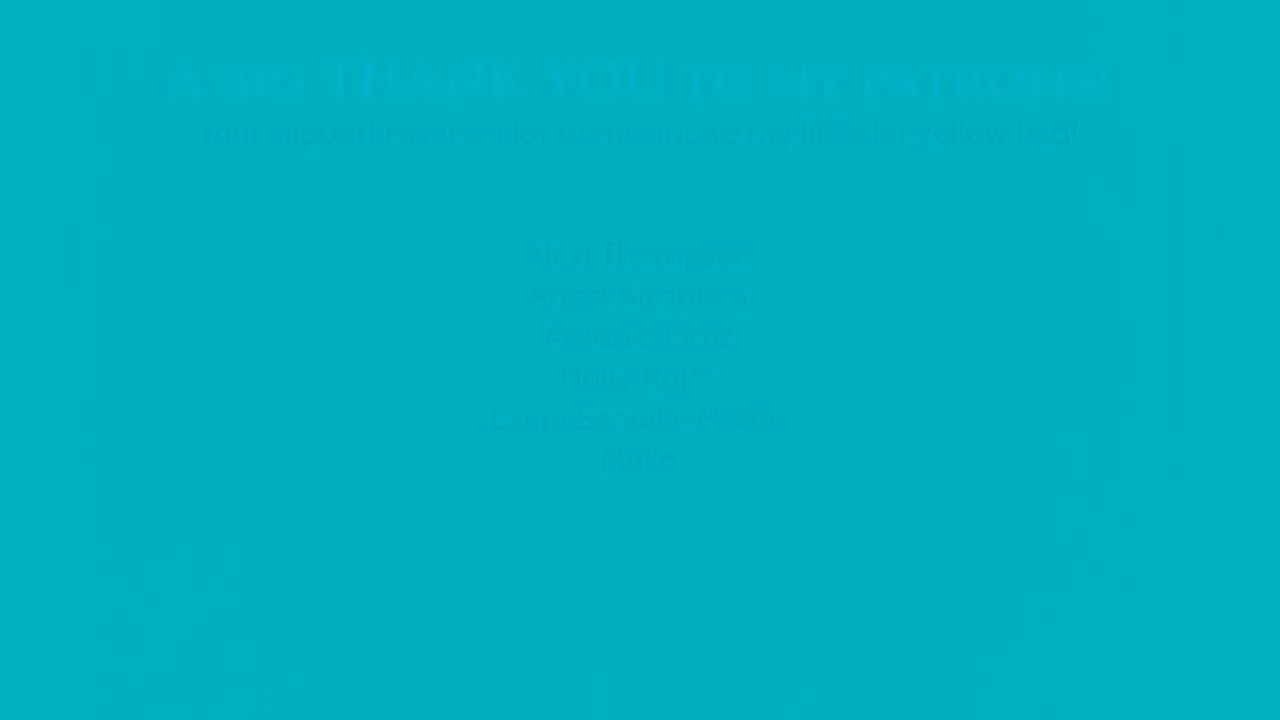 A BIG THANK YOU TO MY PATRONS!
Your support means a lot to me and to my little fat yellow bird!
Alexi Thompson
Angel Alcantara
Antonio Ortiz
Holly Roffe
Laura Santala-Martin
Mirko